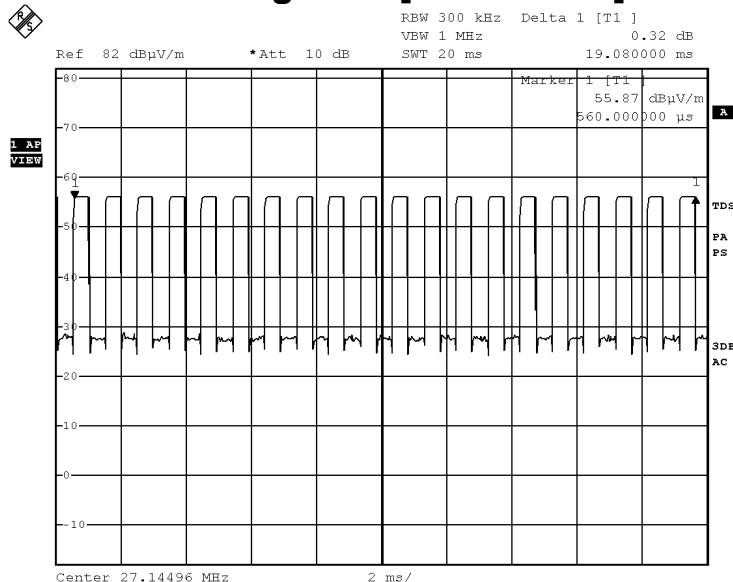 R S
RBW 300 kHz Delta 1 [T1 ]
VBW 1 MHz 0.32 dB
Ref 82 dBµV/m *Att 10 dB SWT 20 ms 19.080000 ms
80
Marker 1 [T1 ]
55.87 dBµV/m
560.000000 µs
A
70
1 AP
VIEW
60
1 1
TDS
50
PA
PS
40
30
3DB
AC
20
10
0
-10
Center 27.14496 MHz 2 ms/